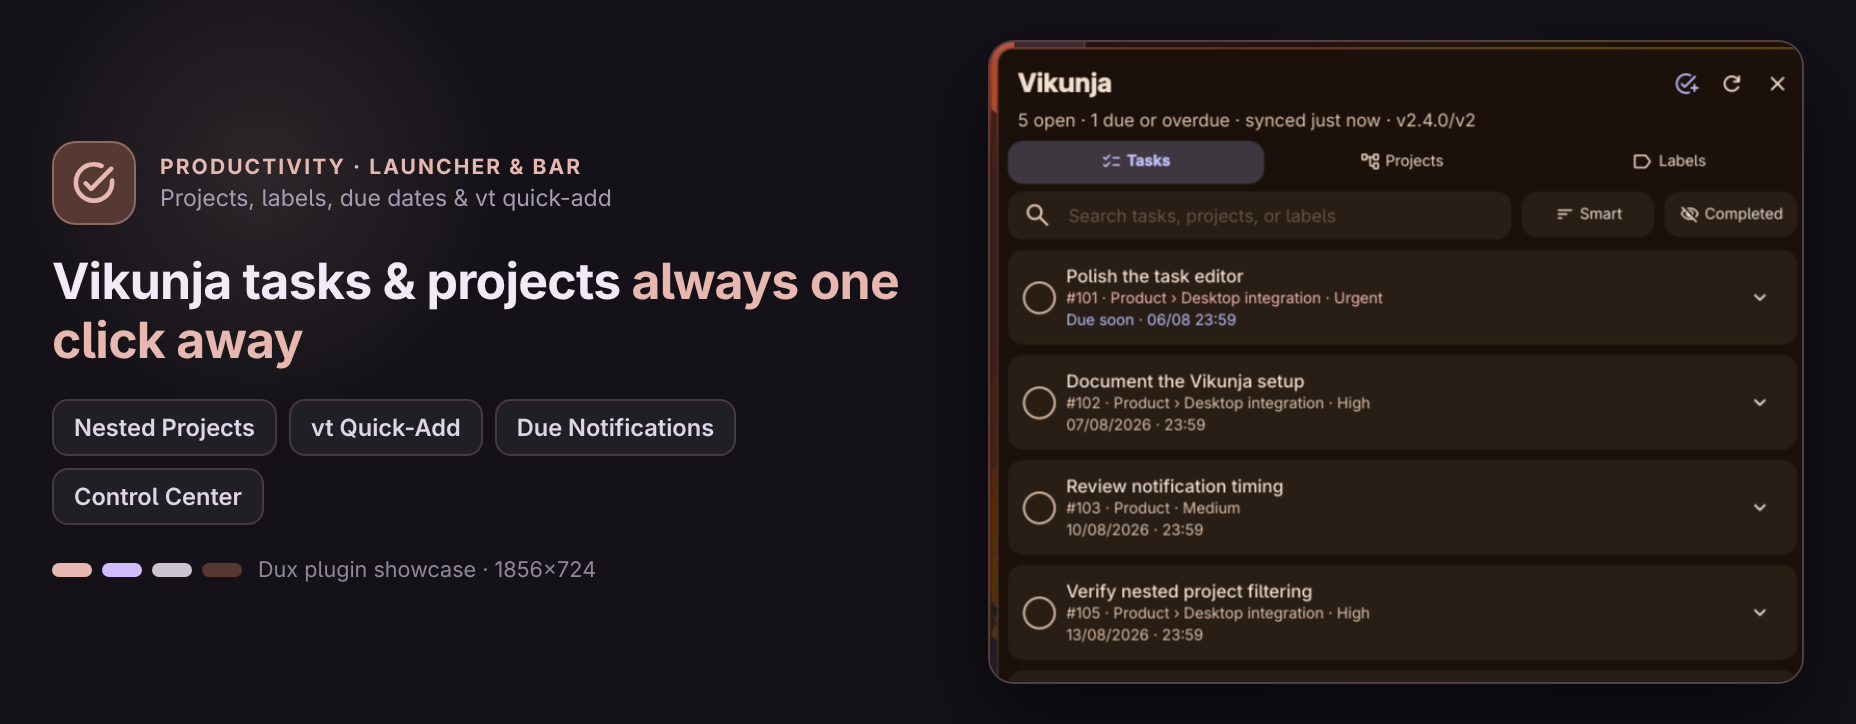 PRODUCTIVITY · LAUNCHER & BAR
Projects, labels, due dates & vt quick-add
Vikunja tasks & projects always one
click away
Nested Projects
vt Quick-Add
Due Notifications
Control Center
Dux plugin showcase · 1856×724
Vikunja
5 open · 1 due or overdue · synced just now · v2.4.0/v2
Tasks
Projects
Labels
Search tasks, projects, or labels
Smart
Completed
Polish the task editor
#101 · Product › Desktop integration · Urgent
Due soon · 06/08 23:59
Document the Vikunja setup
#102 · Product › Desktop integration · High
07/08/2026 · 23:59
Review notification timing
#103 · Product · Medium
10/08/2026 · 23:59
Verify nested project filtering
#105 · Product › Desktop integration · High
13/08/2026 · 23:59